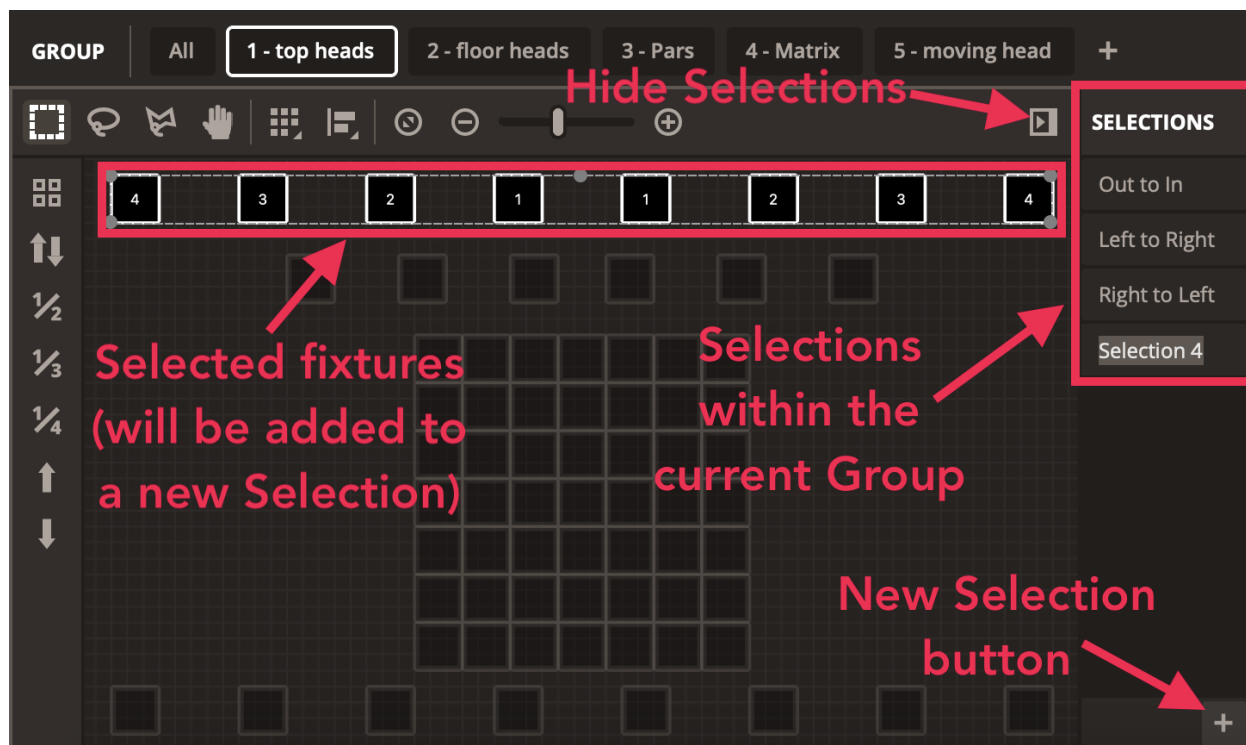 GROUP All 1 - top heads 2 - floor heads 3 - Pars 4 - Matrix 5 - moving head +
Hide Selections
SELECTIONS
4 3 2 1 1 2 3 4
Out to In
Left to Right
Right to Left
Selection 4
1/2
1/3
1/4
Selected fixtures
(will be added to
a new Selection)
Selections
within the
current Group
New Selection
button
+